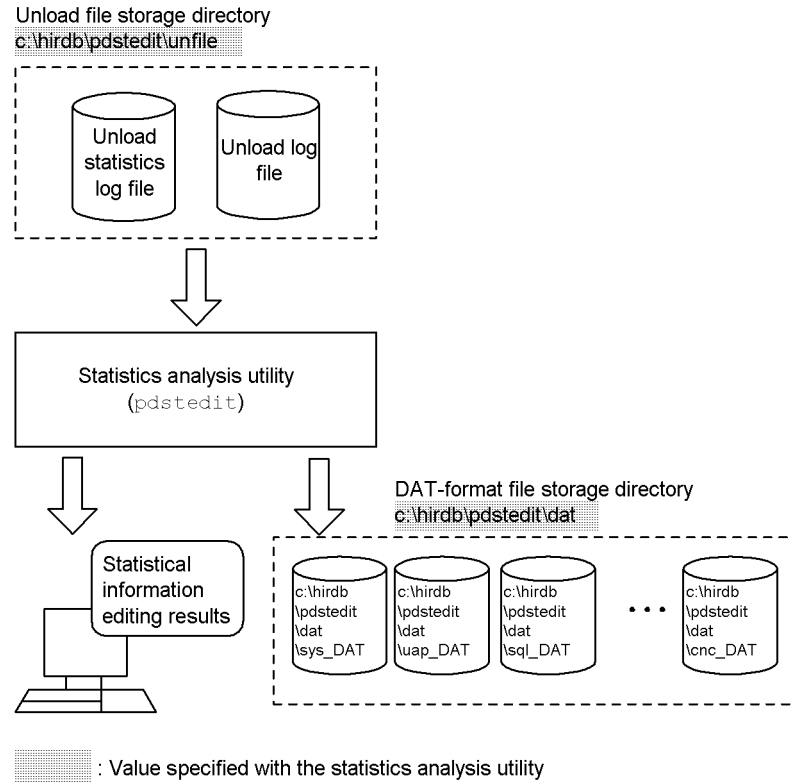 Unload file storage directory
c:\hirdb\pdstedit\unfile
Unload
statistics
log file
Unload log
file
Statistics analysis utility
(pdstedit)
DAT-format file storage directory
c:\hirdb\pdstedit\dat
Statistical
information
editing results
c:\hirdb
\pdstedit
\dat
\sys_DAT
c:\hirdb
\pdstedit
\dat
\uap_DAT
c:\hirdb
\pdstedit
\dat
\sql_DAT
• • •
c:\hirdb
\pdstedit
\dat
\cnc_DAT
: Value specified with the statistics analysis utility